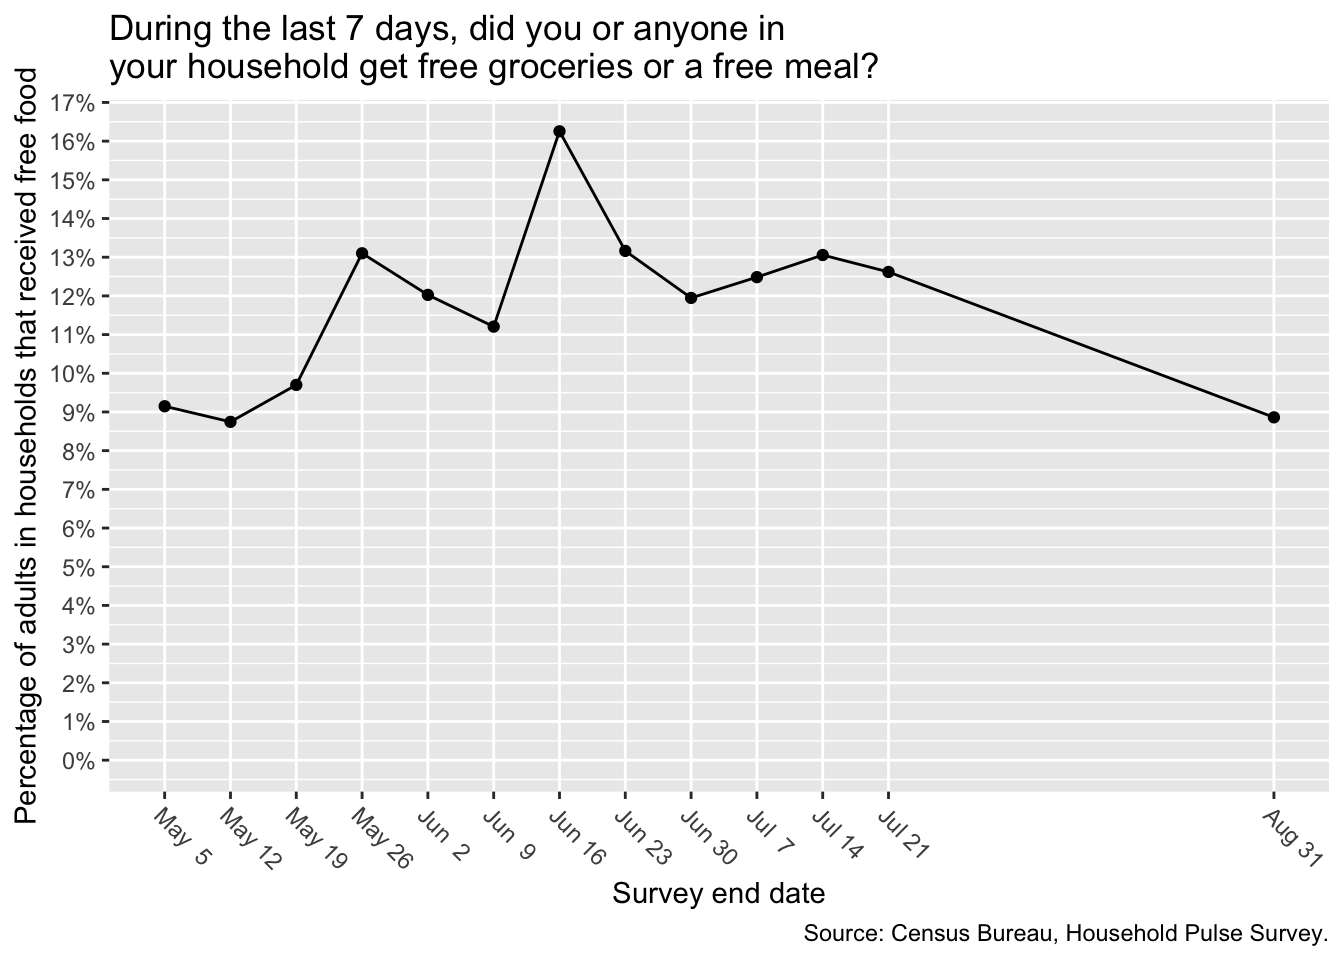 During the last 7 days, did you or anyone in
your household get free groceries or a free meal?
Percentage of adults in households that received free food
17%
16%
15%
14%
13%
12%
11%
10%
9%
8%
7%
6%
5%
4%
3%
2%
1%
0%
May 5
May 12
May 19
May 26
Jun 2
Jun 9
Jun 16
Jun 23
Jun 30
Jul 7
Jul 14
Jul 21
Aug 31
Survey end date
Source: Census Bureau, Household Pulse Survey.